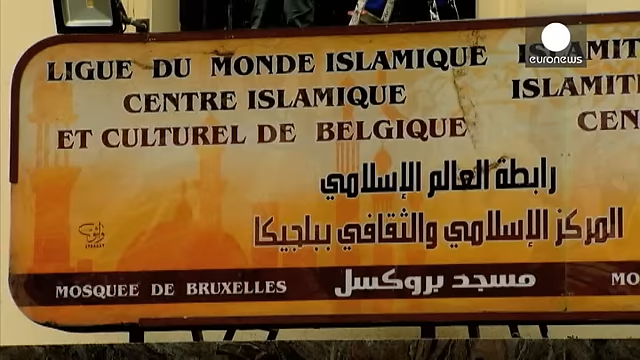 euronews
LIGUE DU MONDE ISLAMIQUE
CENTRE ISLAMIQUE
ET CULTUREL DE BELGIQUE
رابطة العالم الإسلامي
المركز الإسلامي والثقافي ببلجيكا
MOSQUEE DE BRUXELLES
مسجد بروكسل